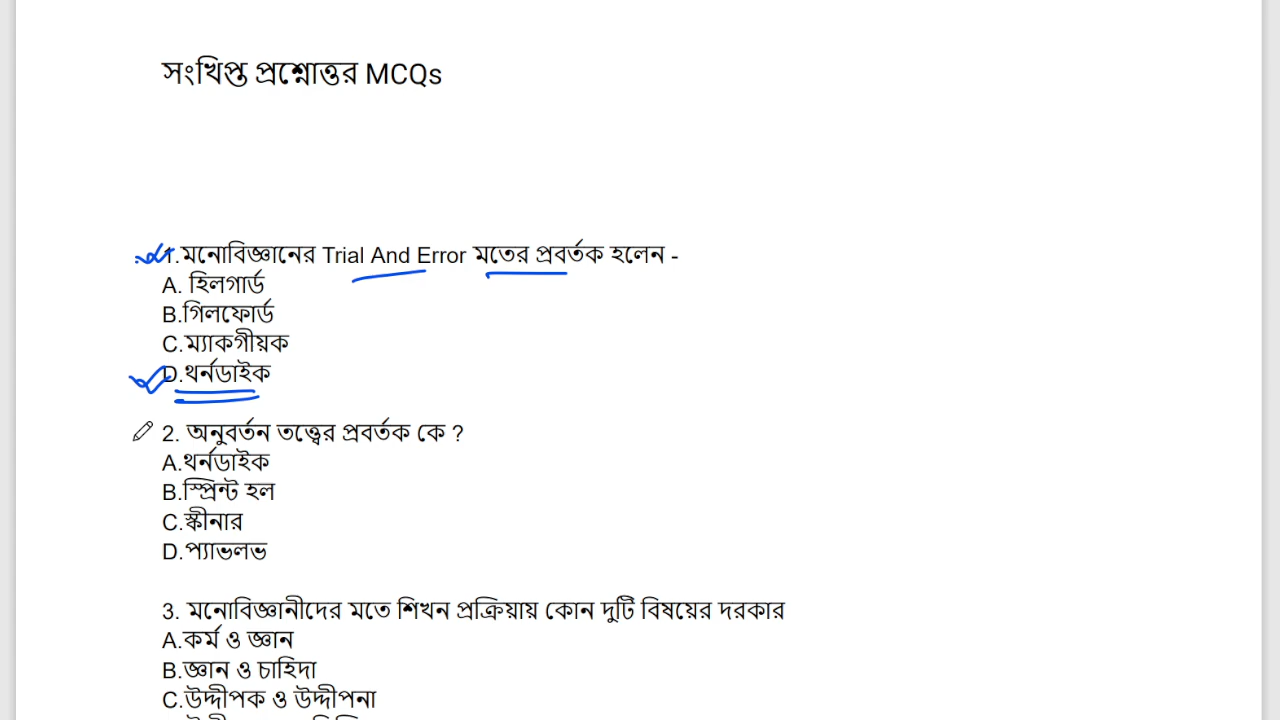 সংখিপ্ত প্রশ্নোত্তর MCQs
1.মনোবিজ্ঞানের Trial And Error মতের প্রবর্তক হলেন -
A. হিলগার্ড
B.গিলফোর্ড
C.ম্যাকগীয়ক
D.থর্নডাইক
2. অনুবর্তন তত্ত্বের প্রবর্তক কে ?
A.থর্নডাইক
B.স্প্রিন্ট হল
C.স্কীনার
D.প্যাভলভ
3. মনোবিজ্ঞানীদের মতে শিখন প্রক্রিয়ায় কোন দুটি বিষয়ের দরকার
A.কর্ম ও জ্ঞান
B.জ্ঞান ও চাহিদা
C.উদ্দীপক ও উদ্দীপনা